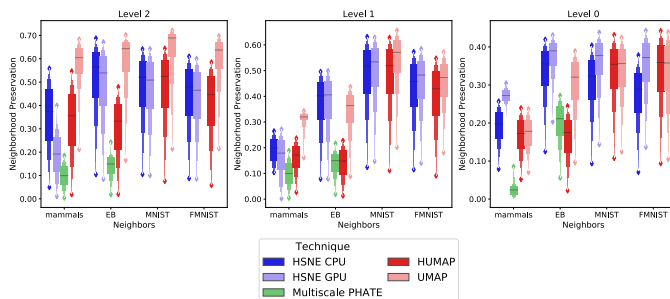 Level 2
Level 1
Level 0
Neighborhood Preservation
0.70
0.60
0.50
0.40
0.30
0.20
0.10
0.00
mammals
EB
MNIST
FMNIST
Neighbors
Neighborhood Preservation
0.60
0.50
0.40
0.30
0.20
0.10
0.00
mammals
EB
MNIST
FMNIST
Neighbors
Neighborhood Preservation
0.40
0.30
0.20
0.10
0.00
mammals
EB
MNIST
FMNIST
Neighbors
Technique
HSNE CPU
HSNE GPU
Multiscale PHATE
HUMAP
UMAP